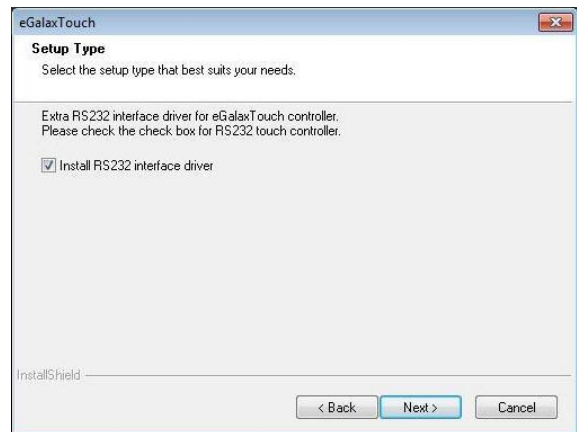 eGalaxTouch
Setup Type
Select the setup type that best suits your needs.
Extra RS232 interface driver for eGalaxTouch controller.
Please check the check box for RS232 touch controller.
Install RS232 interface driver
InstallShield
< Back
Next >
Cancel